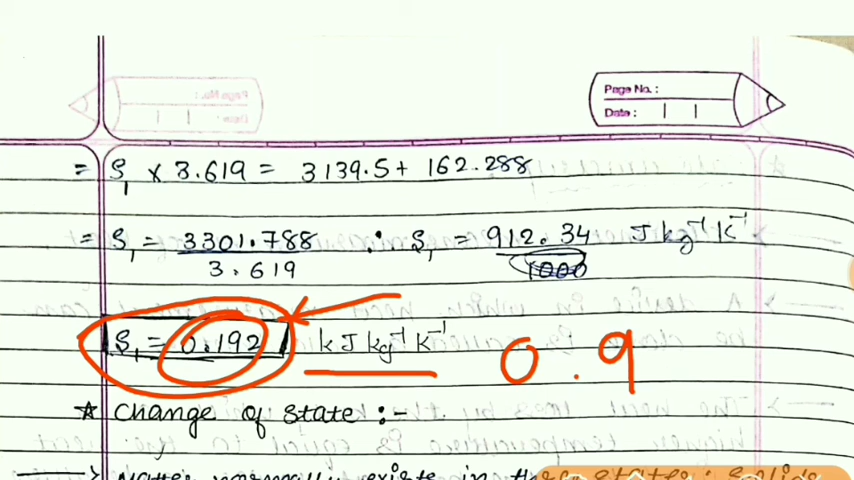 Page No. :
Date :
= S₁ × 3.619 = 3139.5 + 162.288
= S₁ = 3301.788 / 3.619 ∴ S₁ = 912.34 / 1000 J kg⁻¹ K⁻¹
S₁ = 0.192 kJ kg⁻¹ K⁻¹
0.9
* Change of state :-